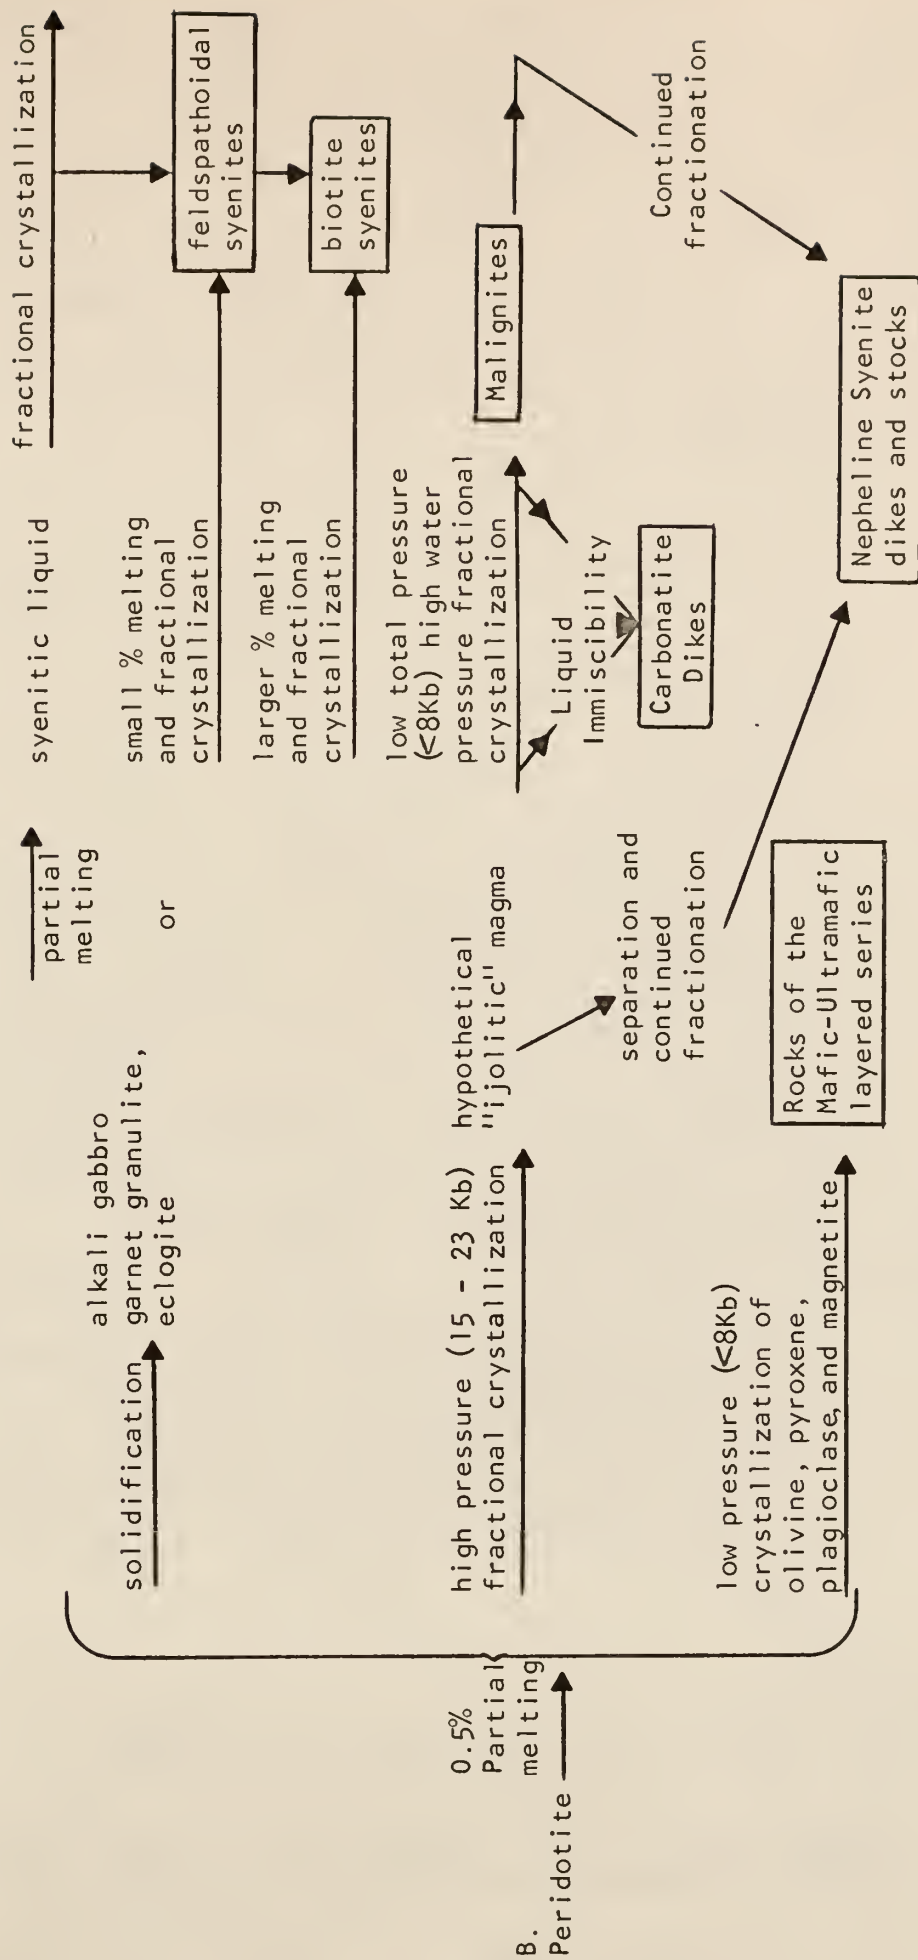 B.
Peridotite
0.5%
Partial
melting
solidification
alkali gabbro
garnet granulite,
eclogite
partial
melting
or
syenitic liquid
fractional crystallization
small % melting
and fractional
crystallization
feldspathoidal
syenites
larger % melting
and fractional
crystallization
biotite
syenites
high pressure (15 - 23 Kb)
fractional crystallization
hypothetical
"ijolitic" magma
low total pressure
(<8Kb) high water
pressure fractional
crystallization
Malignites
Liquid
Immiscibility
Carbonatite
Dikes
Continued
fractionation
separation and
continued
fractionation
Nepheline Syenite
dikes and stocks
low pressure (<8Kb)
crystallization of
olivine, pyroxene,
plagioclase, and magnetite
Rocks of the
Mafic-Ultramafic
layered series